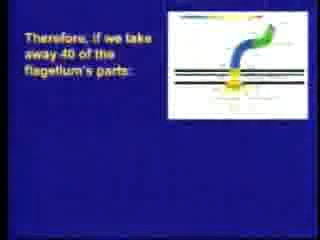 Therefore, if we take
away 40 of the
flagellum's parts: